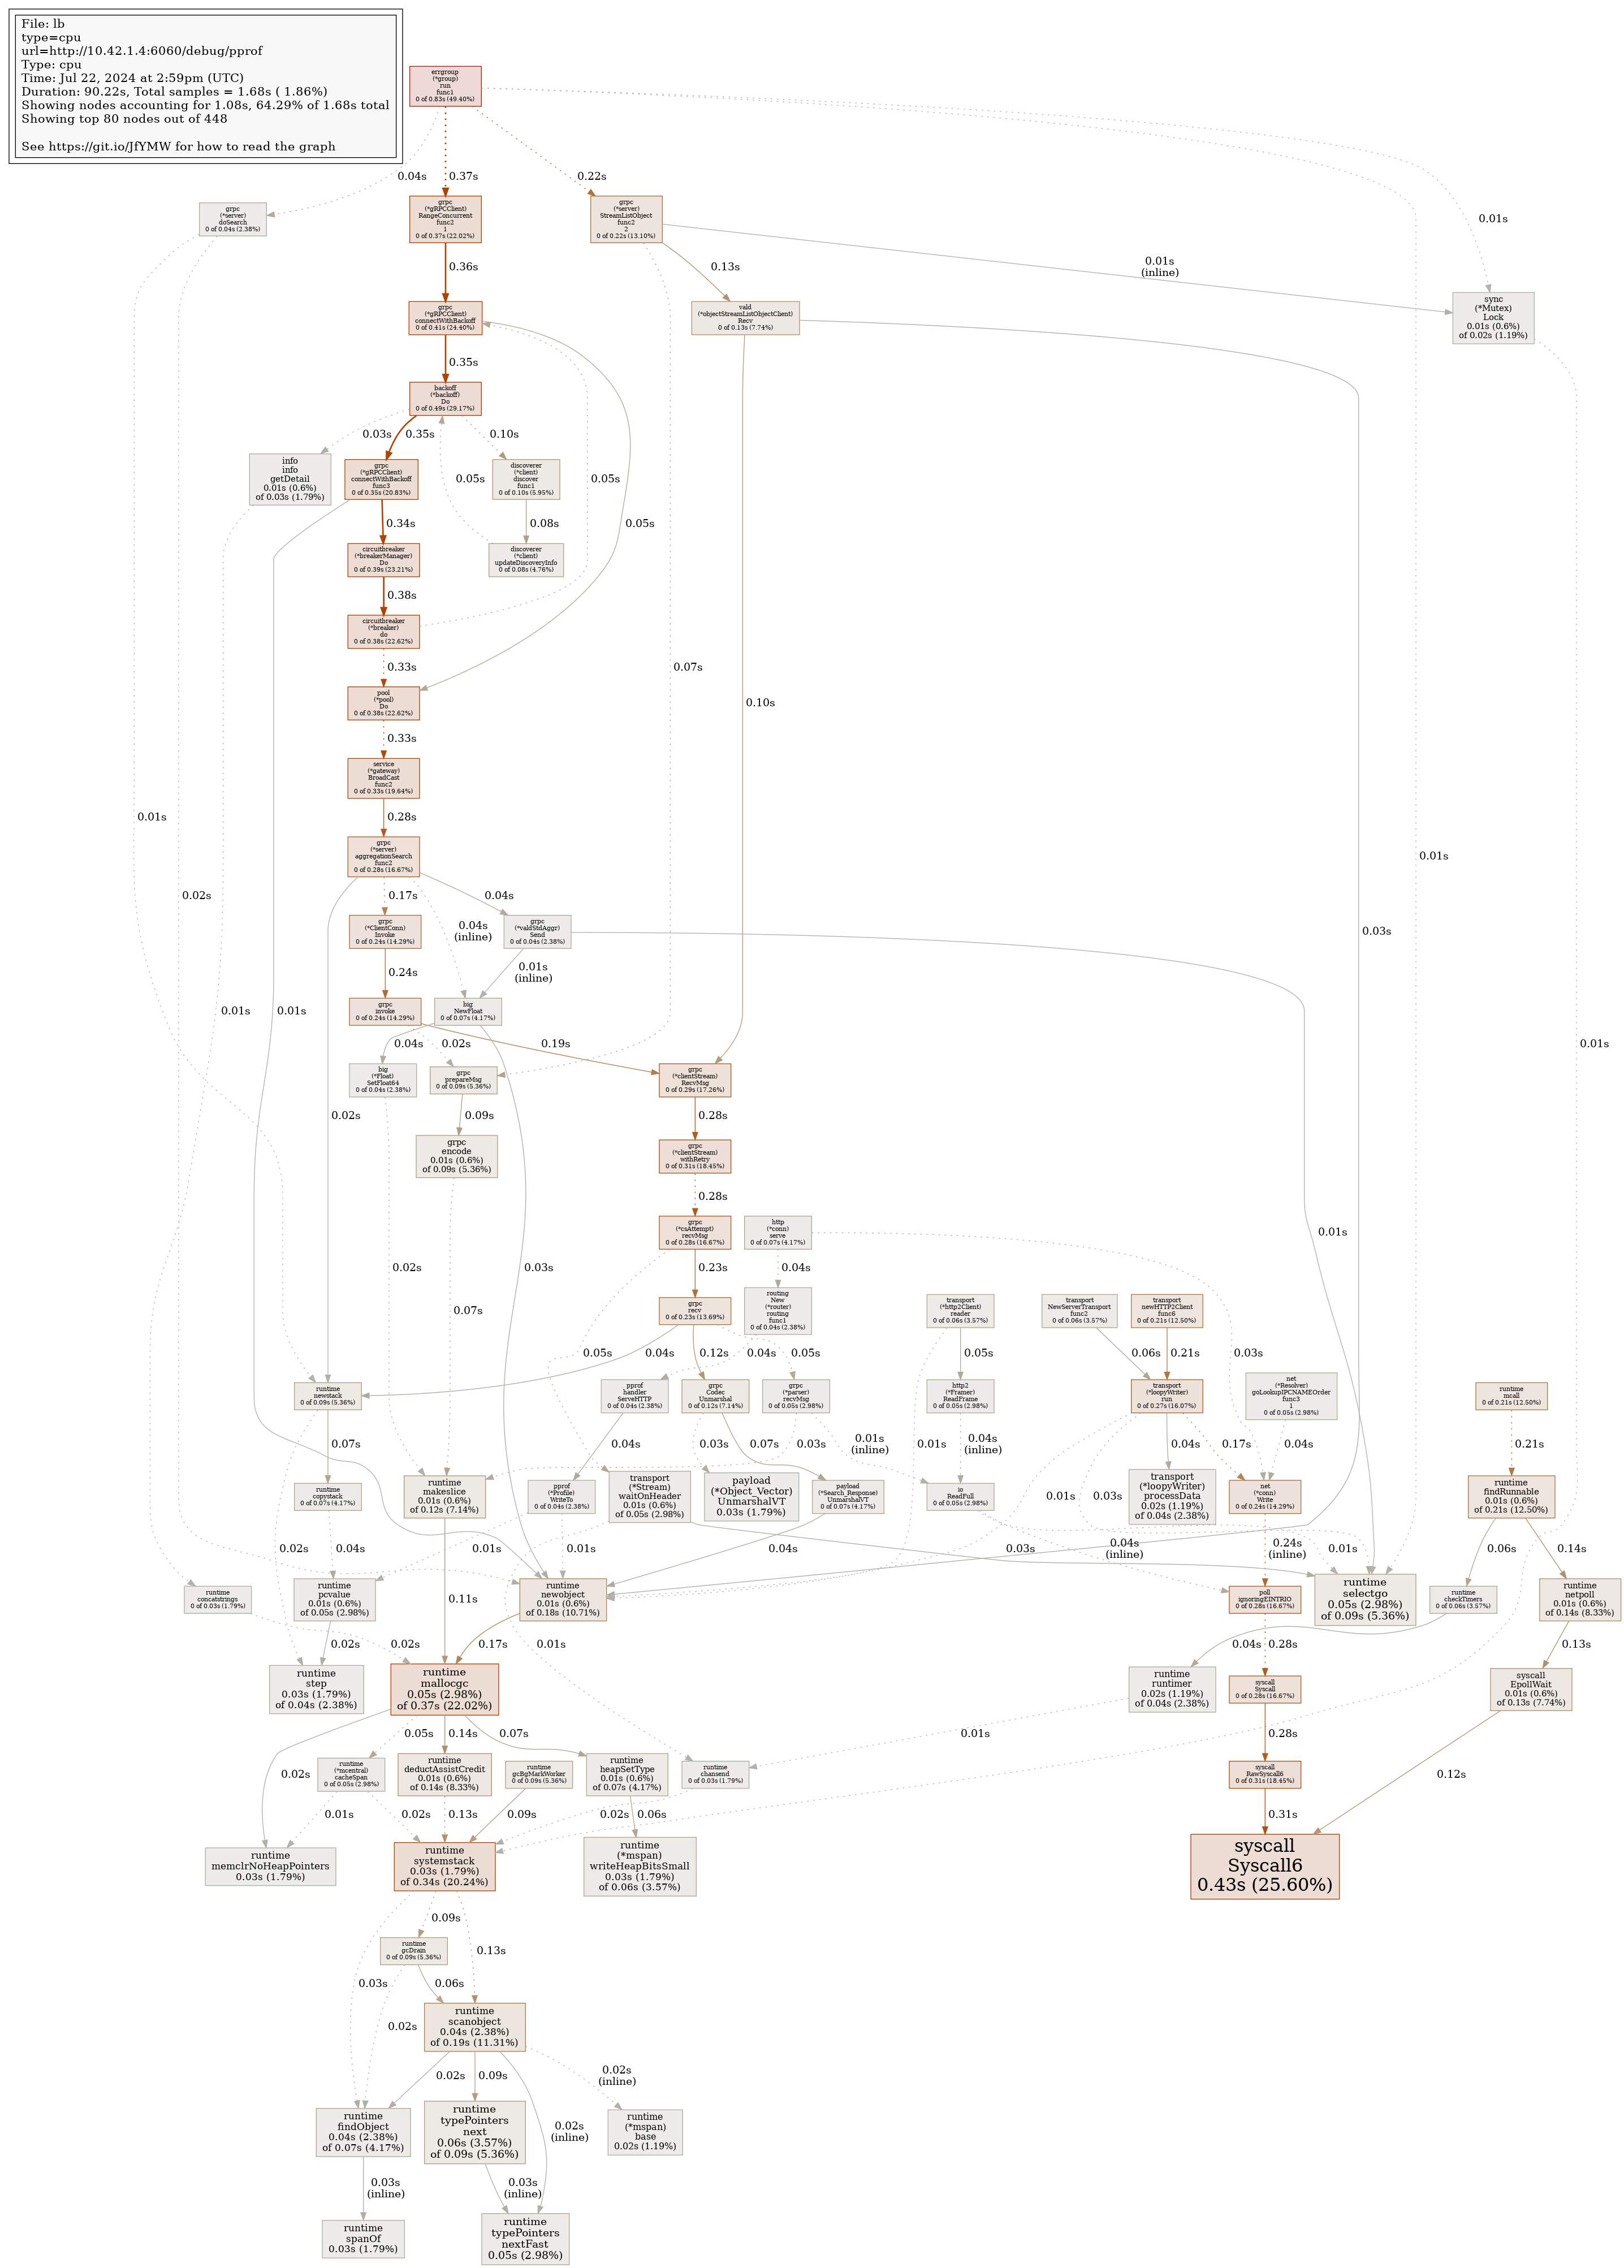 File: lb
type=cpu
url=http://10.42.1.4:6060/debug/pprof
Type: cpu
Time: Jul 22, 2024 at 2:59pm (UTC)
Duration: 90.22s, Total samples = 1.68s ( 1.86%)
Showing nodes accounting for 1.08s, 64.29% of 1.68s total
Showing top 80 nodes out of 448
See https://git.io/JfYMW for how to read the graph
errgroup
(*group)
run
func1
0 of 0.83s (49.40%)
0.04s
0.37s
0.22s
0.01s
grpc
(*server)
doSearch
0 of 0.04s (2.38%)
grpc
(*gRPCClient)
RangeConcurrent
func2
1
0 of 0.37s (22.02%)
grpc
(*server)
StreamListObject
func2
2
0 of 0.22s (13.10%)
0.36s
0.13s
0.01s
(inline)
grpc
(*gRPCClient)
connectWithBackoff
0 of 0.41s (24.40%)
vald
(*objectStreamListObjectClient)
Recv
0 of 0.13s (7.74%)
sync
(*Mutex)
Lock
0.01s (0.6%)
of 0.02s (1.19%)
0.35s
backoff
(*backoff)
Do
0 of 0.49s (29.17%)
0.03s
0.35s
0.10s
info
info
getDetail
0.01s (0.6%)
of 0.03s (1.79%)
grpc
(*gRPCClient)
connectWithBackoff
func3
0 of 0.35s (20.83%)
0.05s
discoverer
(*client)
discover
func1
0 of 0.10s (5.95%)
0.05s
0.34s
0.08s
0.05s
circuitbreaker
(*breakerManager)
Do
0 of 0.39s (23.21%)
discoverer
(*client)
updateDiscoveryInfo
0 of 0.08s (4.76%)
0.38s
circuitbreaker
(*breaker)
do
0 of 0.38s (22.62%)
0.33s
0.07s
pool
(*pool)
Do
0 of 0.38s (22.62%)
0.10s
0.33s
service
(*gateway)
BroadCast
func2
0 of 0.33s (19.64%)
0.01s
0.28s
grpc
(*server)
aggregationSearch
func2
0 of 0.28s (16.67%)
0.01s
0.02s
0.17s
0.04s
grpc
(*ClientConn)
Invoke
0 of 0.24s (14.29%)
0.04s
(inline)
grpc
(*valdStdAggr)
Send
0 of 0.04s (2.38%)
0.03s
0.24s
0.01s
(inline)
0.01s
0.01s
grpc
invoke
0 of 0.24s (14.29%)
big
NewFloat
0 of 0.07s (4.17%)
0.04s
0.02s
0.19s
0.01s
big
(*Float)
SetFloat64
0 of 0.04s (2.38%)
grpc
prepareMsg
0 of 0.09s (5.36%)
grpc
(*clientStream)
RecvMsg
0 of 0.29s (17.26%)
0.02s
0.09s
0.28s
grpc
encode
0.01s (0.6%)
of 0.09s (5.36%)
grpc
(*clientStream)
withRetry
0 of 0.31s (18.45%)
0.28s
grpc
(*csAttempt)
recvMsg
0 of 0.28s (16.67%)
http
(*conn)
serve
0 of 0.07s (4.17%)
0.01s
0.02s
0.03s
0.23s
0.04s
0.07s
grpc
recv
0 of 0.23s (13.69%)
routing
New
(*router)
routing
func1
0 of 0.04s (2.38%)
transport
(*http2Client)
reader
0 of 0.06s (3.57%)
transport
NewServerTransport
func2
0 of 0.06s (3.57%)
transport
newHTTP2Client
func6
0 of 0.21s (12.50%)
0.05s
0.04s
0.12s
0.04s
0.05s
0.05s
0.03s
0.06s
0.21s
runtime
newstack
0 of 0.09s (5.36%)
pprof
handler
ServeHTTP
0 of 0.04s (2.38%)
grpc
Codec
Unmarshal
0 of 0.12s (7.14%)
grpc
(*parser)
recvMsg
0 of 0.05s (2.98%)
http2
(*Framer)
ReadFrame
0 of 0.05s (2.98%)
transport
(*loopyWriter)
run
0 of 0.27s (16.07%)
net
(*Resolver)
goLookupIPCNAMEOrder
func3
1
0 of 0.05s (2.98%)
runtime
mcall
0 of 0.21s (12.50%)
0.07s
0.04s
0.03s
0.07s
0.03s
0.01s
(inline)
0.01s
0.04s
(inline)
0.04s
0.17s
0.04s
0.21s
runtime
copystack
0 of 0.07s (4.17%)
runtime
makeslice
0.01s (0.6%)
of 0.12s (7.14%)
pprof
(*Profile)
WriteTo
0 of 0.04s (2.38%)
transport
(*Stream)
waitOnHeader
0.01s (0.6%)
of 0.05s (2.98%)
payload
(*Object_Vector)
UnmarshalVT
0.03s (1.79%)
payload
(*Search_Response)
UnmarshalVT
0 of 0.07s (4.17%)
io
ReadFull
0 of 0.05s (2.98%)
0.01s
0.03s
transport
(*loopyWriter)
processData
0.02s (1.19%)
of 0.04s (2.38%)
net
(*conn)
Write
0 of 0.24s (14.29%)
runtime
findRunnable
0.01s (0.6%)
of 0.21s (12.50%)
0.02s
0.04s
0.01s
0.01s
0.04s
0.03s
0.04s
(inline)
0.01s
0.24s
(inline)
0.06s
0.14s
runtime
concatstrings
0 of 0.03s (1.79%)
runtime
pcvalue
0.01s (0.6%)
of 0.05s (2.98%)
0.11s
runtime
newobject
0.01s (0.6%)
of 0.18s (10.71%)
poll
ignoringEINTRIO
0 of 0.28s (16.67%)
runtime
selectgo
0.05s (2.98%)
of 0.09s (5.36%)
runtime
checkTimers
0 of 0.06s (3.57%)
runtime
netpoll
0.01s (0.6%)
of 0.14s (8.33%)
0.02s
0.02s
0.17s
0.01s
0.04s
0.28s
0.13s
runtime
step
0.03s (1.79%)
of 0.04s (2.38%)
runtime
mallocgc
0.05s (2.98%)
of 0.37s (22.02%)
runtime
runtimer
0.02s (1.19%)
of 0.04s (2.38%)
syscall
Syscall
0 of 0.28s (16.67%)
syscall
EpollWait
0.01s (0.6%)
of 0.13s (7.74%)
0.02s
0.05s
0.14s
0.07s
0.01s
0.28s
0.12s
runtime
(*mcentral)
cacheSpan
0 of 0.05s (2.98%)
runtime
deductAssistCredit
0.01s (0.6%)
of 0.14s (8.33%)
runtime
gcBgMarkWorker
0 of 0.09s (5.36%)
runtime
heapSetType
0.01s (0.6%)
of 0.07s (4.17%)
runtime
chansend
0 of 0.03s (1.79%)
syscall
RawSyscall6
0 of 0.31s (18.45%)
0.01s
0.02s
0.13s
0.09s
0.02s
0.06s
0.31s
runtime
memclrNoHeapPointers
0.03s (1.79%)
runtime
systemstack
0.03s (1.79%)
of 0.34s (20.24%)
runtime
(*mspan)
writeHeapBitsSmall
0.03s (1.79%)
of 0.06s (3.57%)
syscall
Syscall6
0.43s (25.60%)
0.09s
0.13s
runtime
gcDrain
0 of 0.09s (5.36%)
0.03s
0.06s
0.02s
runtime
scanobject
0.04s (2.38%)
of 0.19s (11.31%)
0.02s
0.09s
0.02s
(inline)
runtime
findObject
0.04s (2.38%)
of 0.07s (4.17%)
runtime
typePointers
next
0.06s (3.57%)
of 0.09s (5.36%)
0.02s
(inline)
runtime
(*mspan)
base
0.02s (1.19%)
0.03s
(inline)
0.03s
(inline)
runtime
spanOf
0.03s (1.79%)
runtime
typePointers
nextFast
0.05s (2.98%)